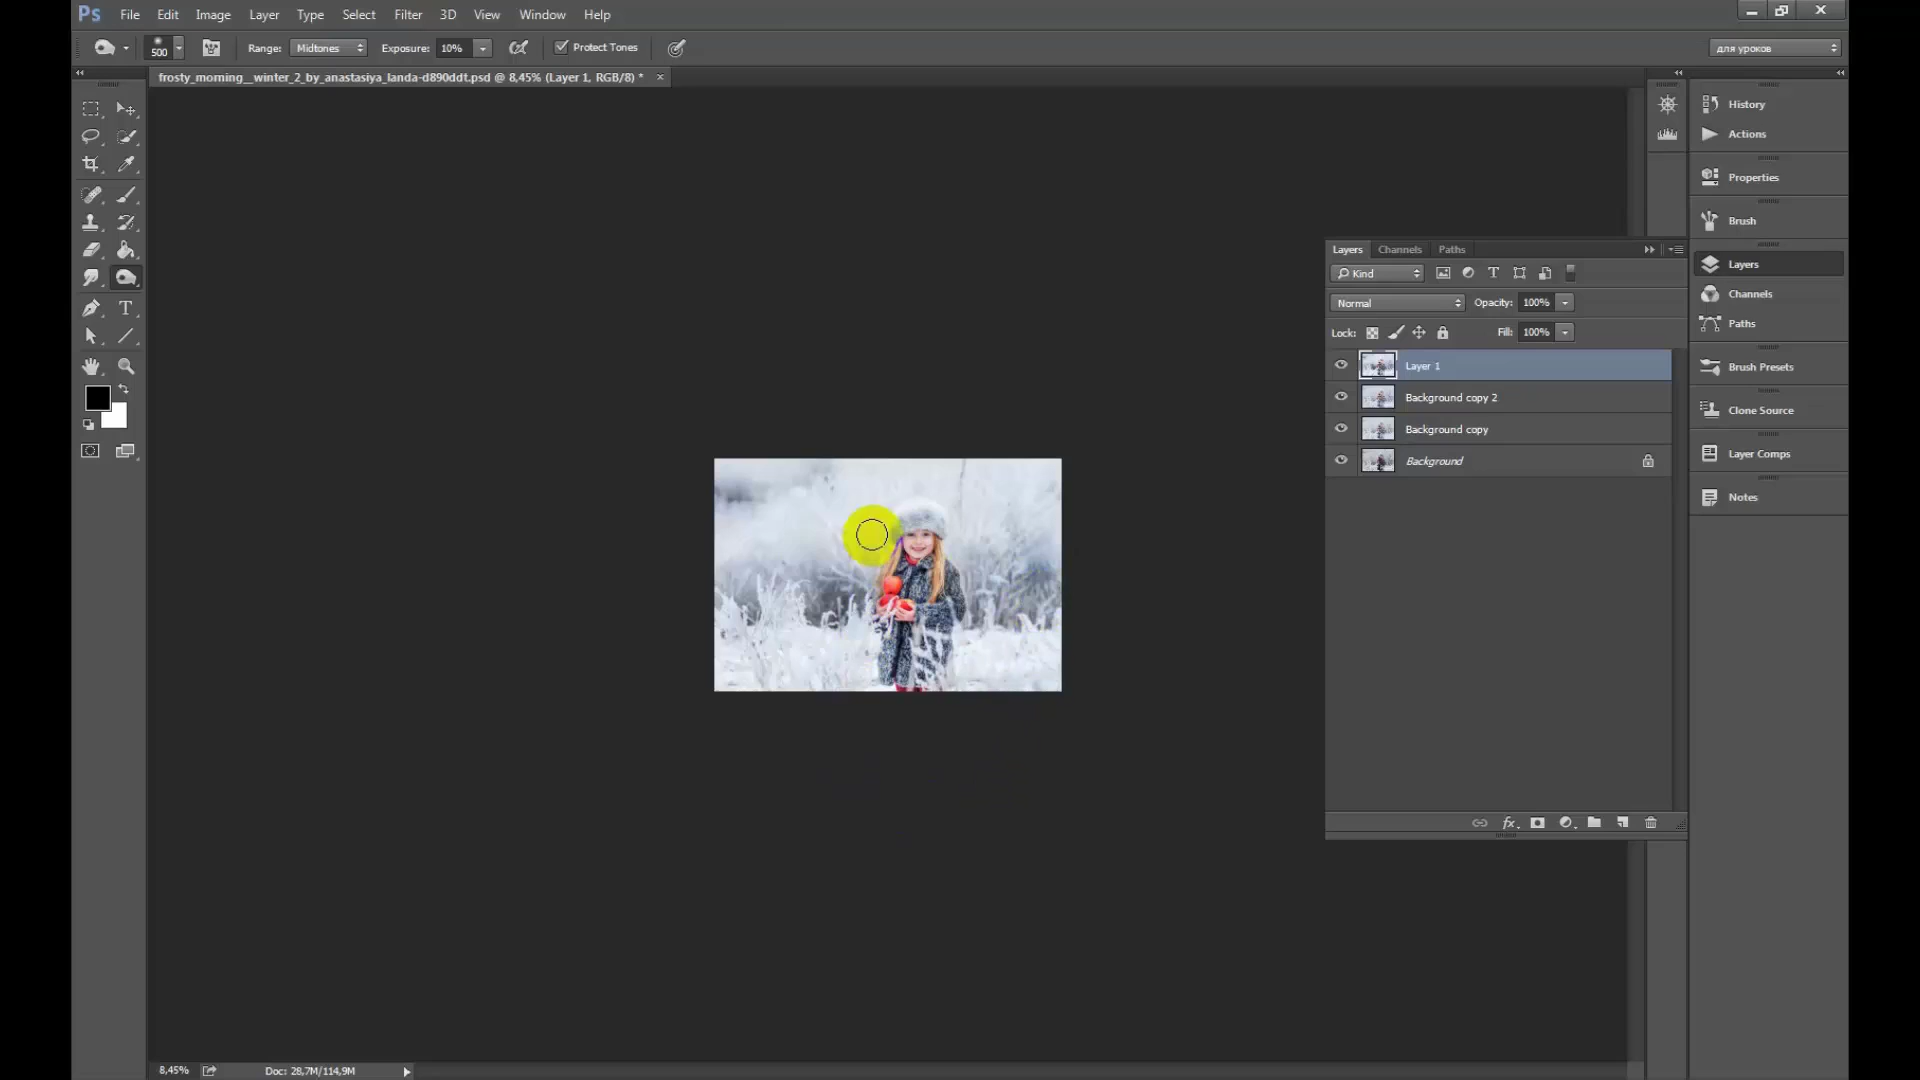 Ps File Edit Image Layer Type Select Filter 3D View Window Help
500 Range: Midtones Exposure: 10% Protect Tones для уроков
frosty_morning__winter_2_by_anastasiya_landa-d890ddt.psd @ 8,45% (Layer 1, RGB/8) * ×
History
Actions
Properties
Brush
Layers
Channels
Paths
Brush Presets
Clone Source
Layer Comps
Notes
Layers Channels Paths
Kind
Normal Opacity: 100%
Lock: Fill: 100%
Layer 1
Background copy 2
Background copy
Background
fx
8,45% Doc: 28,7M/114,9M